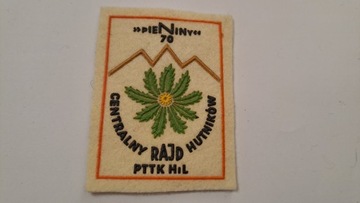 »PIENINY«
70
CENTRALNY RAJD HUTNIKÓW
PTTK HiL